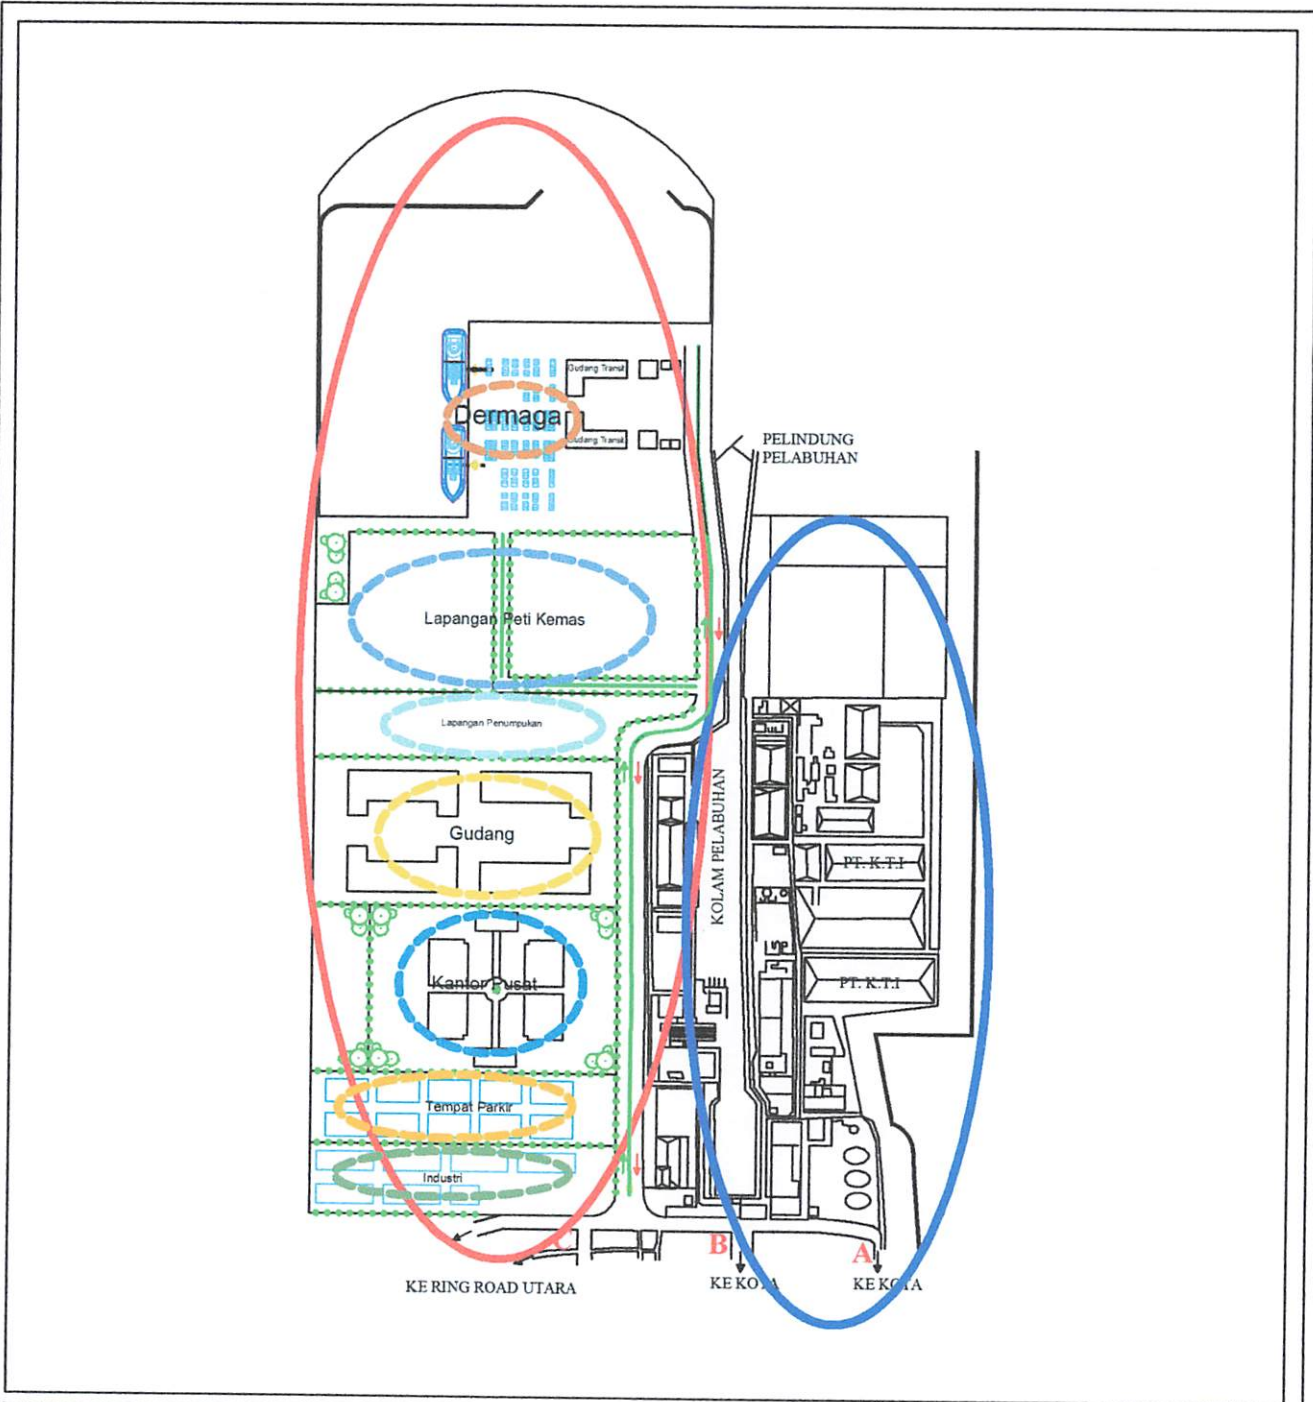 Gudang Transit
Dermaga
Gudang Transit
PELINDUNG
PELABUHAN
Lapangan Peti Kemas
Lapangan Penumpukan
KOLAM PELABUHAN
Gudang
PT. K.T.I
Kantor Pusat
PT. K.T.I
Tempat Parkir
Industri
C
B
A
KE RING ROAD UTARA
KE KOTA
KE KOTA